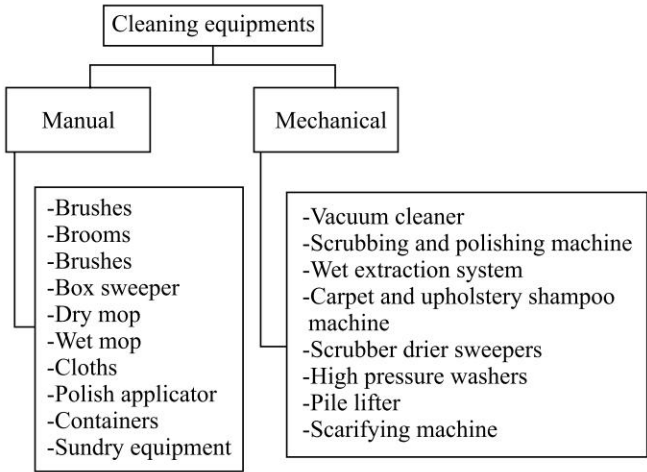 Cleaning equipments
Manual
Mechanical
-Brushes
-Brooms
-Brushes
-Box sweeper
-Dry mop
-Wet mop
-Cloths
-Polish applicator
-Containers
-Sundry equipment
-Vacuum cleaner
-Scrubbing and polishing machine
-Wet extraction system
-Carpet and upholstery shampoo
machine
-Scrubber drier sweepers
-High pressure washers
-Pile lifter
-Scarifying machine